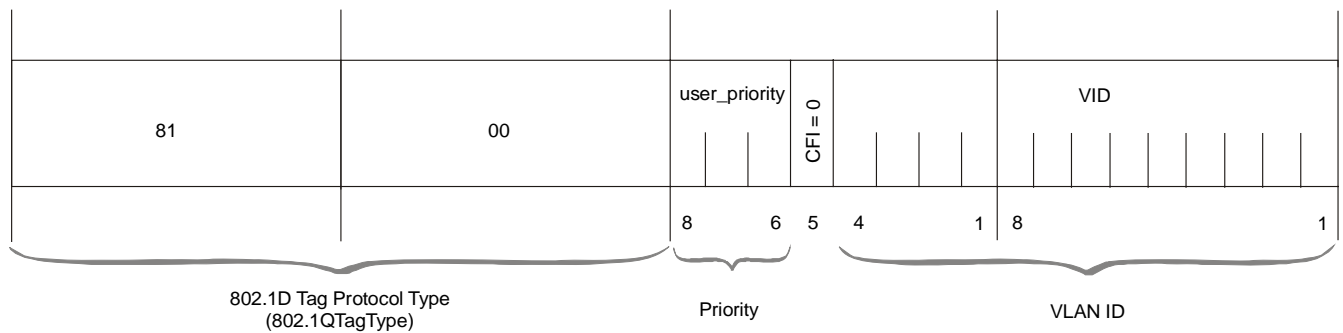 81
00
user_priority
CFI = 0
VID
8 6 5 4 1 8 1
802.1D Tag Protocol Type
(802.1QTagType)
Priority
VLAN ID